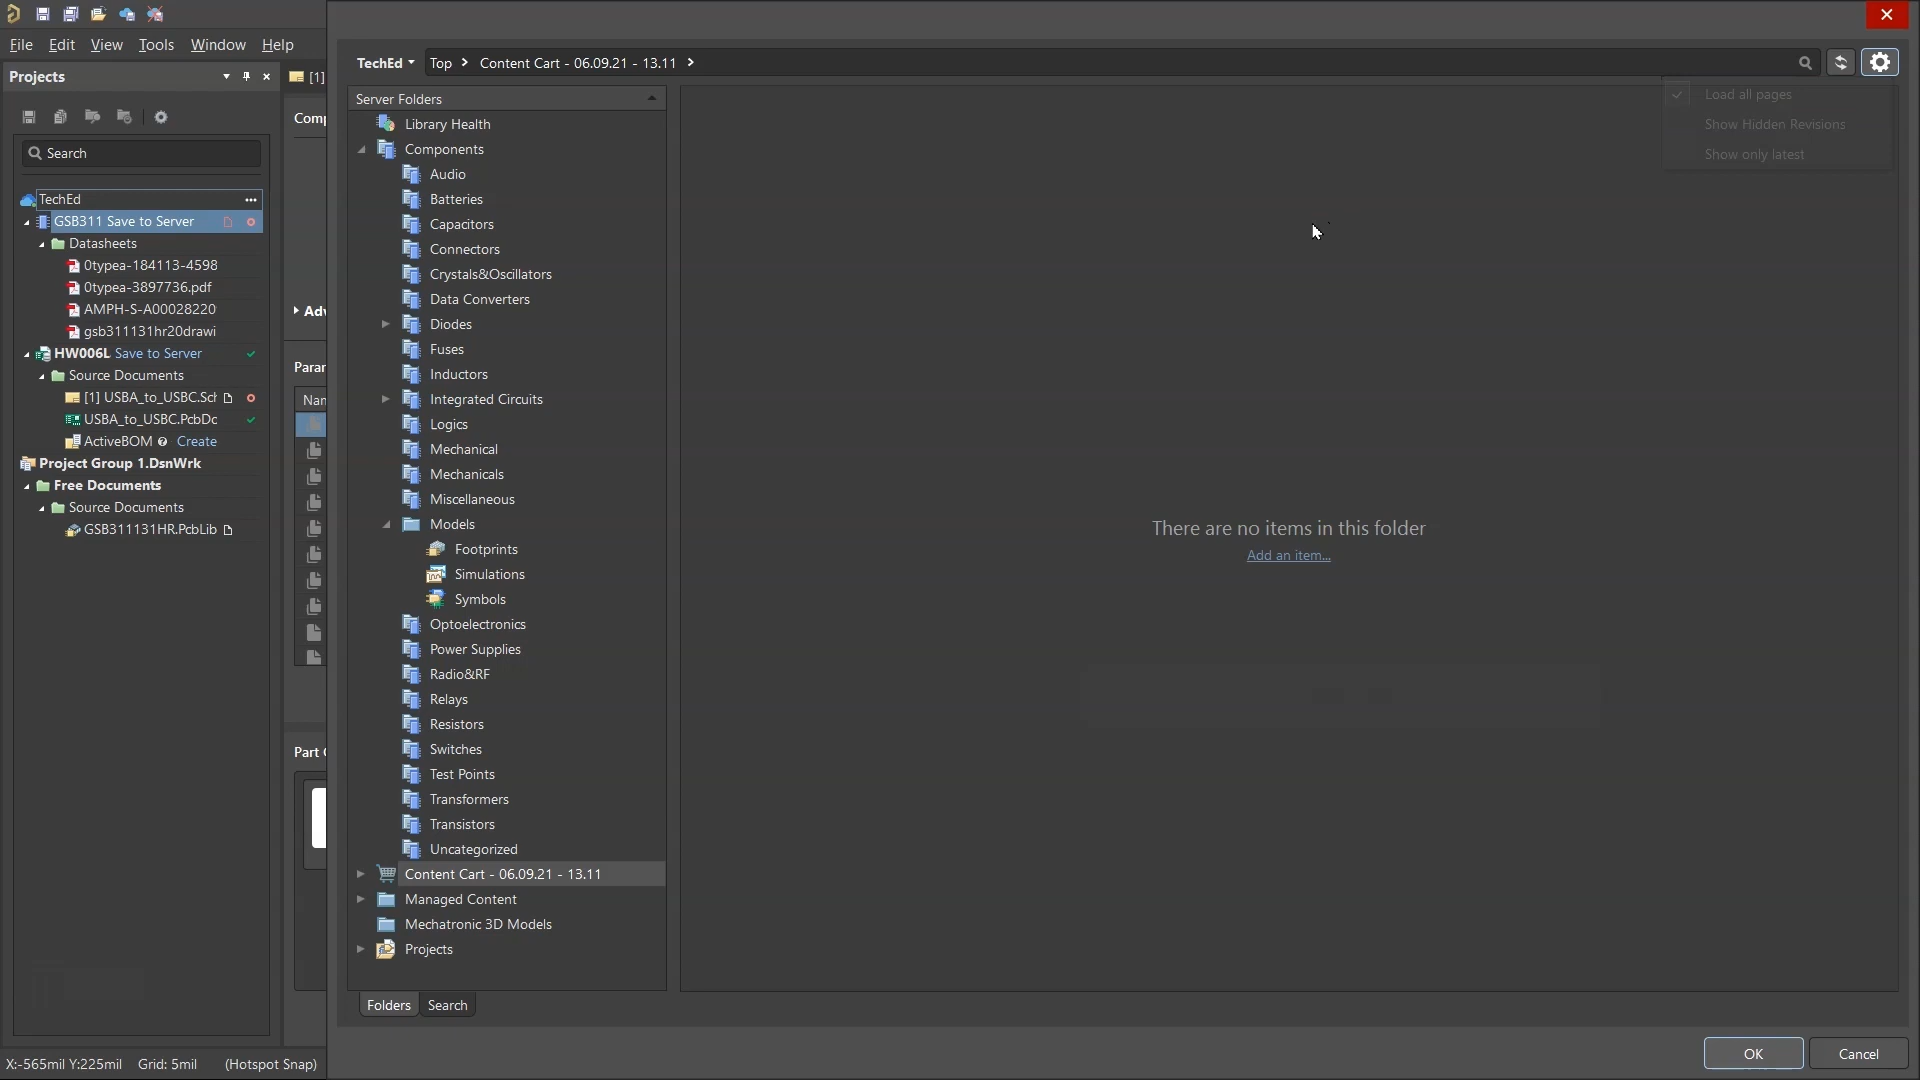 File Edit View Tools Window Help
Projects
[1]
Search
TechEd
GSB311 Save to Server
Datasheets
0typea-184113-4598
0typea-3897736.pdf
AMPH-S-A00028220
gsb311131hr20drawi
HW006L Save to Server
Source Documents
[1] USBA_to_USBC.Sch
USBA_to_USBC.PcbDc
ActiveBOM Create
Project Group 1.DsnWrk
Free Documents
Source Documents
GSB311131HR.PcbLib
Comp
Adv
Parar
Nan
Part
TechEd
Top > Content Cart - 06.09.21 - 13.11 >
Load all pages
Show Hidden Revisions
Show only latest
Server Folders
Library Health
Components
Audio
Batteries
Capacitors
Connectors
Crystals&Oscillators
Data Converters
Diodes
Fuses
Inductors
Integrated Circuits
Logics
Mechanical
Mechanicals
Miscellaneous
Models
Footprints
Simulations
Symbols
Optoelectronics
Power Supplies
Radio&RF
Relays
Resistors
Switches
Test Points
Transformers
Transistors
Uncategorized
Content Cart - 06.09.21 - 13.11
Managed Content
Mechatronic 3D Models
Projects
There are no items in this folder
Add an item...
Folders Search
OK Cancel
X:-565mil Y:225mil Grid: 5mil (Hotspot Snap)